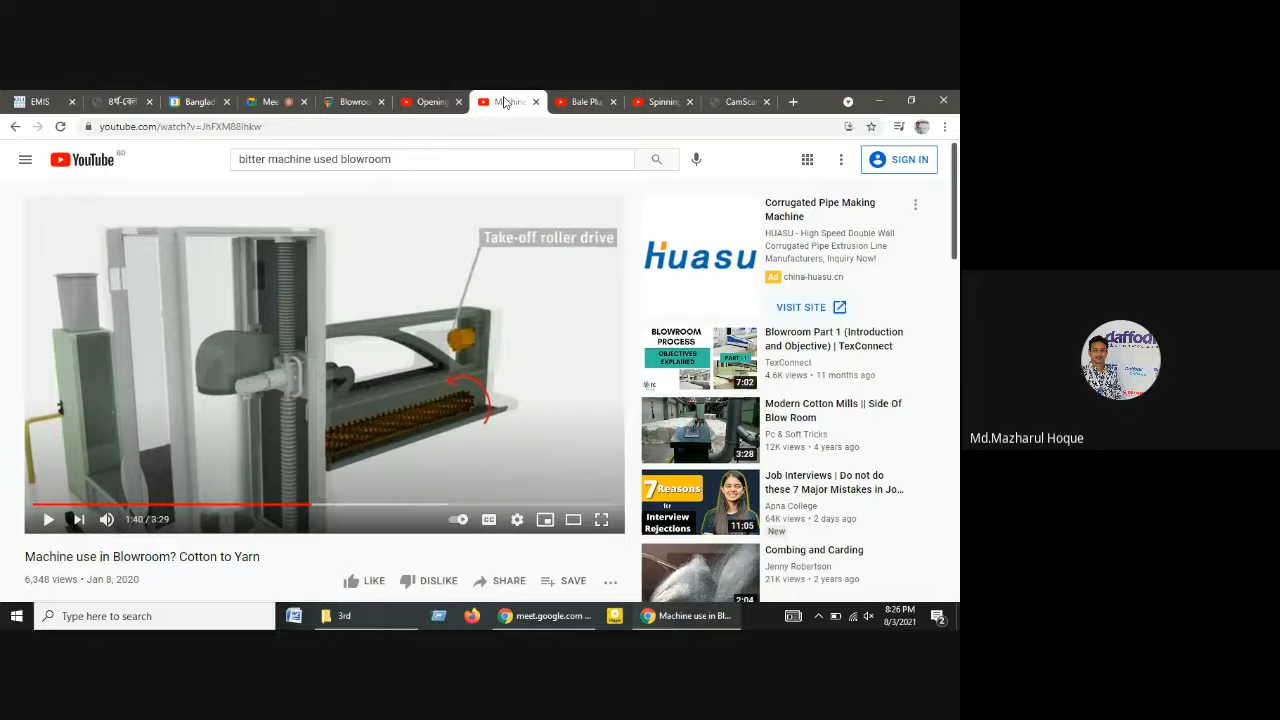 EMIS
৪র্থ-কেল
Banglad
Mee
Blowroo
Opening
Machine
Bale Plu
Spinning
CamSca
youtube.com/watch?v=JhFXM88lhkw
YouTube BD
bitter machine used blowroom
SIGN IN
Take-off roller drive
1:40 / 3:29
CC
Machine use in Blowroom? Cotton to Yarn
6,348 views • Jan 8, 2020
LIKE DISLIKE SHARE SAVE
Huasu
Corrugated Pipe Making
Machine
HUASU - High Speed Double Wall
Corrugated Pipe Extrusion Line
Manufacturers, Inquiry Now!
Ad china-huasu.cn
VISIT SITE
BLOWROOM
PROCESS
OBJECTIVES
EXPLAINED
PART - 1
7:02
Blowroom Part 1 (Introduction
and Objective) | TexConnect
TexConnect
4.6K views • 11 months ago
3:28
Modern Cotton Mills || Side Of
Blow Room
Pc & Soft Tricks
12K views • 4 years ago
7 Reasons
for
Interview
Rejections
11:05
Job Interviews | Do not do
these 7 Major Mistakes in Jo...
Apna College
64K views • 2 days ago
New
2:04
Combing and Carding
Jenny Robertson
21K views • 2 years ago
Type here to search
3rd
meet.google.com ...
Machine use in Bl...
8:26 PM
8/3/2021
2
daffodil
Md.Mazharul Hoque